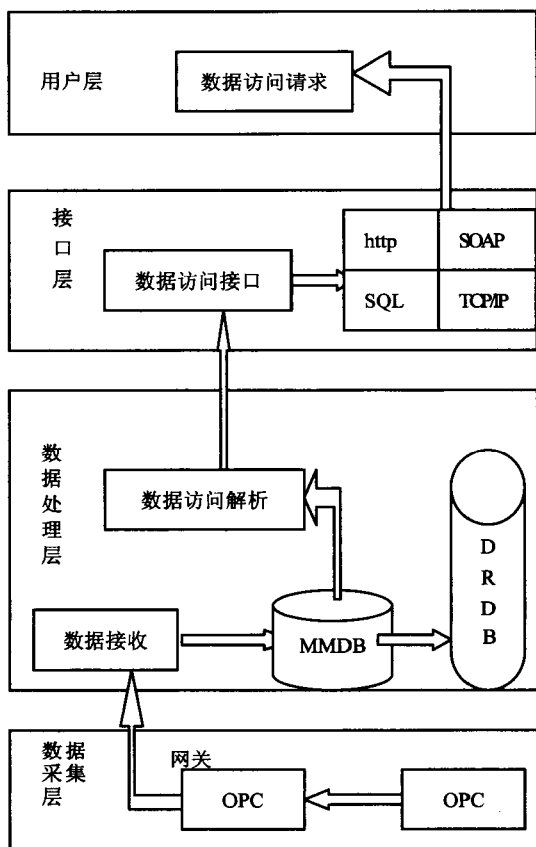 用户层
数据访问请求
接口层
http
SOAP
数据访问接口
SQL
TCP/IP
数据处理层
数据访问解析
DRDB
数据接收
MMDB
数据采集层
网关
OPC
OPC